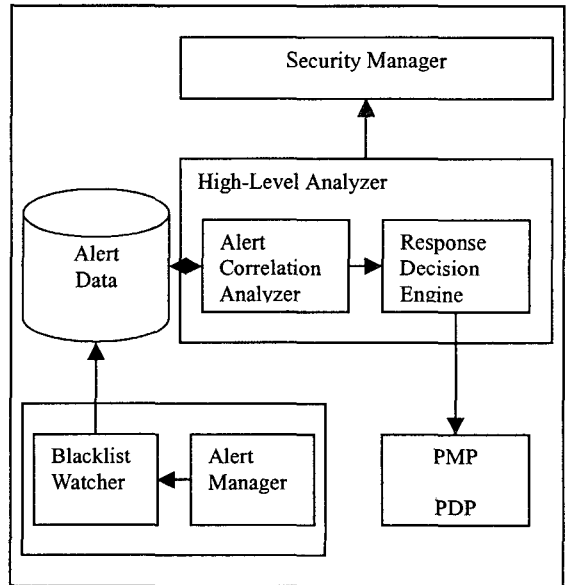 Security Manager
High-Level Analyzer
Alert
Data
Alert
Correlation
Analyzer
Response
Decision
Engine
Blacklist
Watcher
Alert
Manager
PMP
PDP